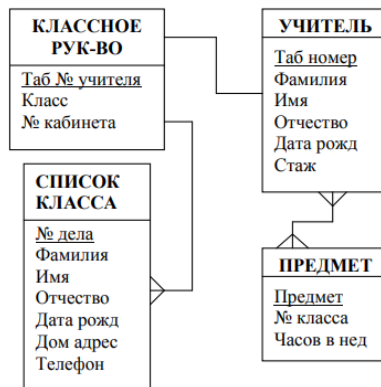 КЛАССНОЕ
РУК-ВО
Таб № учителя
Класс
№ кабинета
УЧИТЕЛЬ
Таб номер
Фамилия
Имя
Отчество
Дата рожд
Стаж
СПИСОК
КЛАССА
№ дела
Фамилия
Имя
Отчество
Дата рожд
Дом адрес
Телефон
ПРЕДМЕТ
Предмет
№ класса
Часов в нед